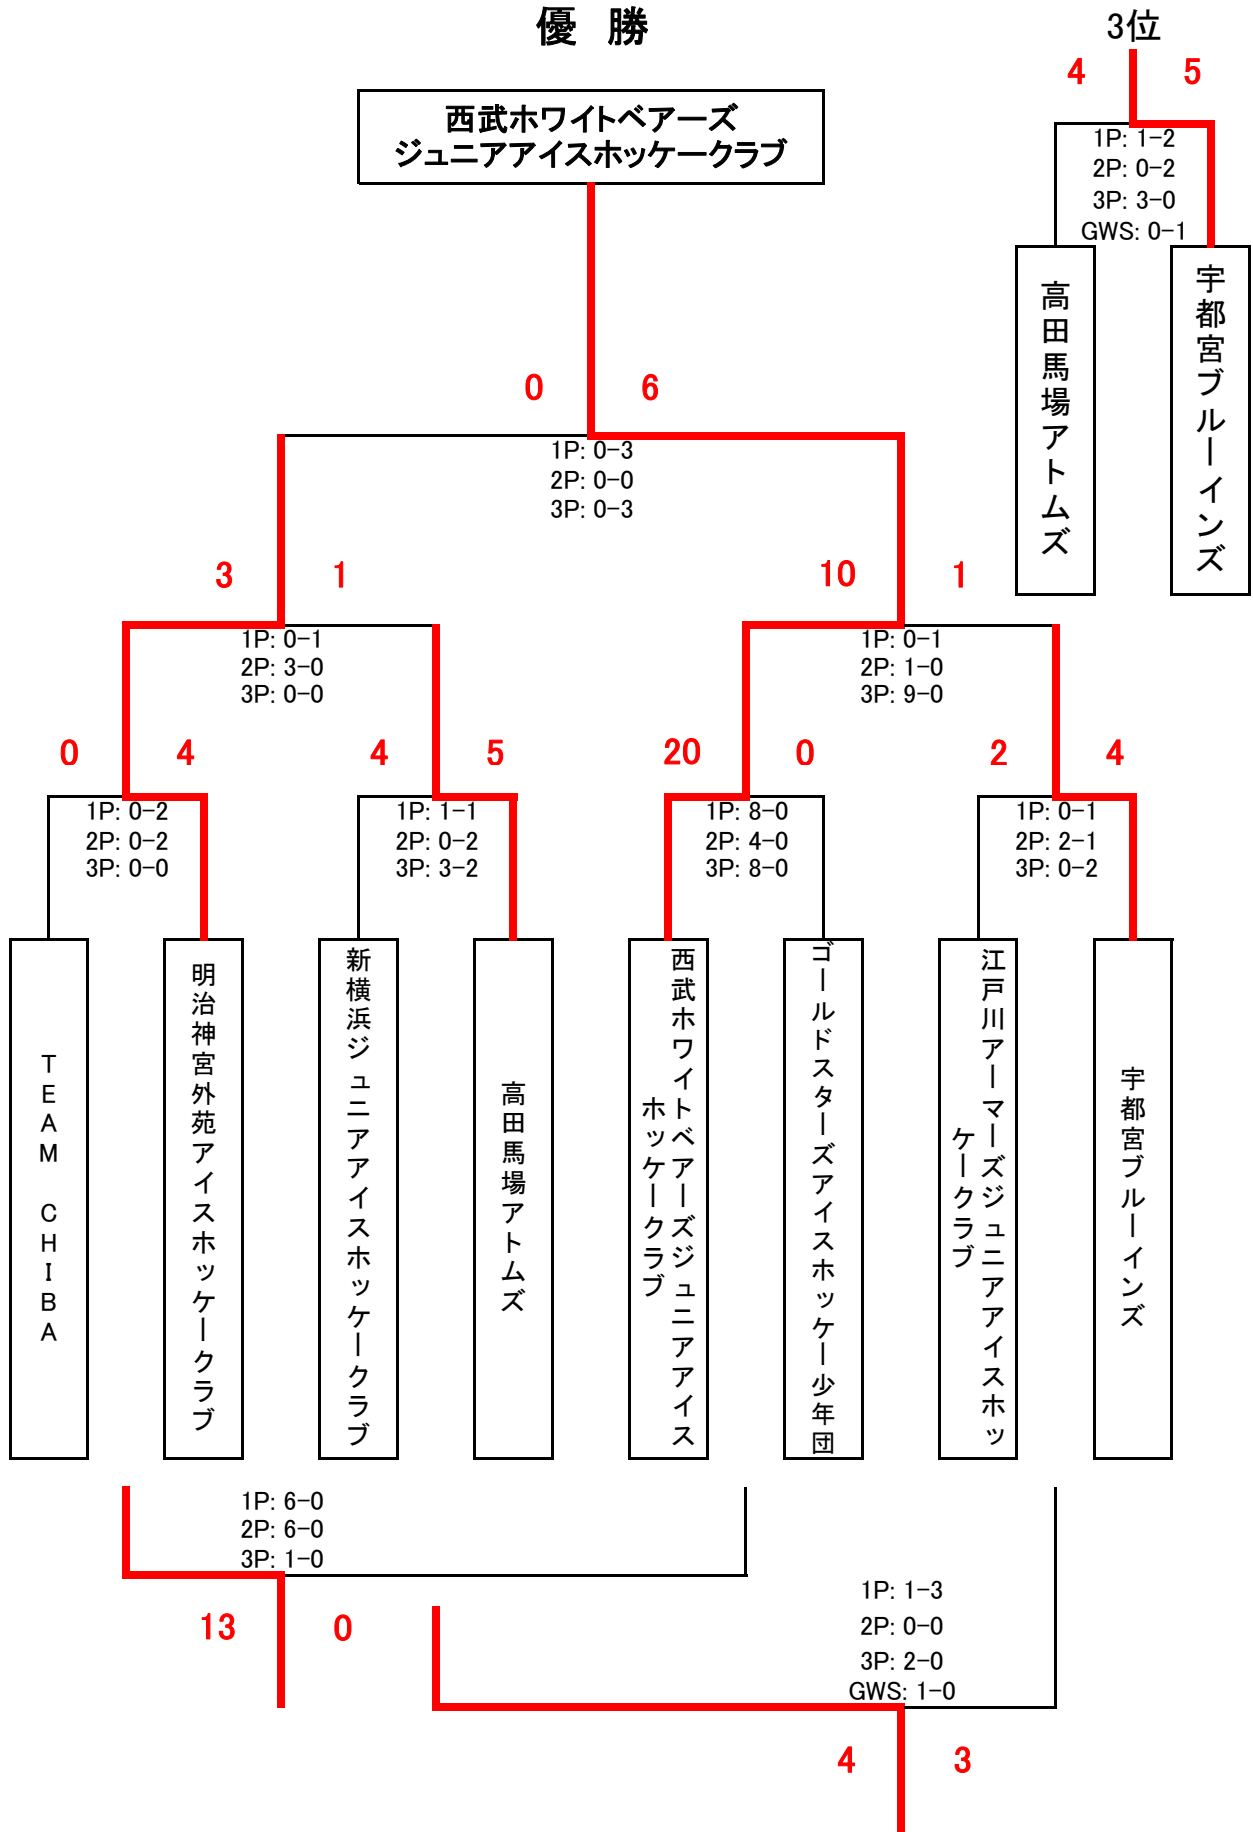 優 勝
3位
4 5
西武ホワイトベアーズ
ジュニアアイスホッケークラブ
1P: 1-2
2P: 0-2
3P: 3-0
GWS: 0-1
高田馬場アトムズ
宇都宮ブルーインズ
0 6
1P: 0-3
2P: 0-0
3P: 0-3
3 1
1P: 0-1
2P: 3-0
3P: 0-0
10 1
1P: 0-1
2P: 1-0
3P: 9-0
0 4
1P: 0-2
2P: 0-2
3P: 0-0
4 5
1P: 1-1
2P: 0-2
3P: 3-2
20 0
1P: 8-0
2P: 4-0
3P: 8-0
2 4
1P: 0-1
2P: 2-1
3P: 0-2
TEAM CHIBA
明治神宮外苑アイスホッケークラブ
新横浜ジュニアアイスホッケークラブ
高田馬場アトムズ
西武ホワイトベアーズジュニアアイス
ホッケークラブ
ゴールドスターズアイスホッケー少年団
江戸川アーマーズジュニアアイスホッ
ケークラブ
宇都宮ブルーインズ
1P: 6-0
2P: 6-0
3P: 1-0
13 0
1P: 1-3
2P: 0-0
3P: 2-0
GWS: 1-0
4 3